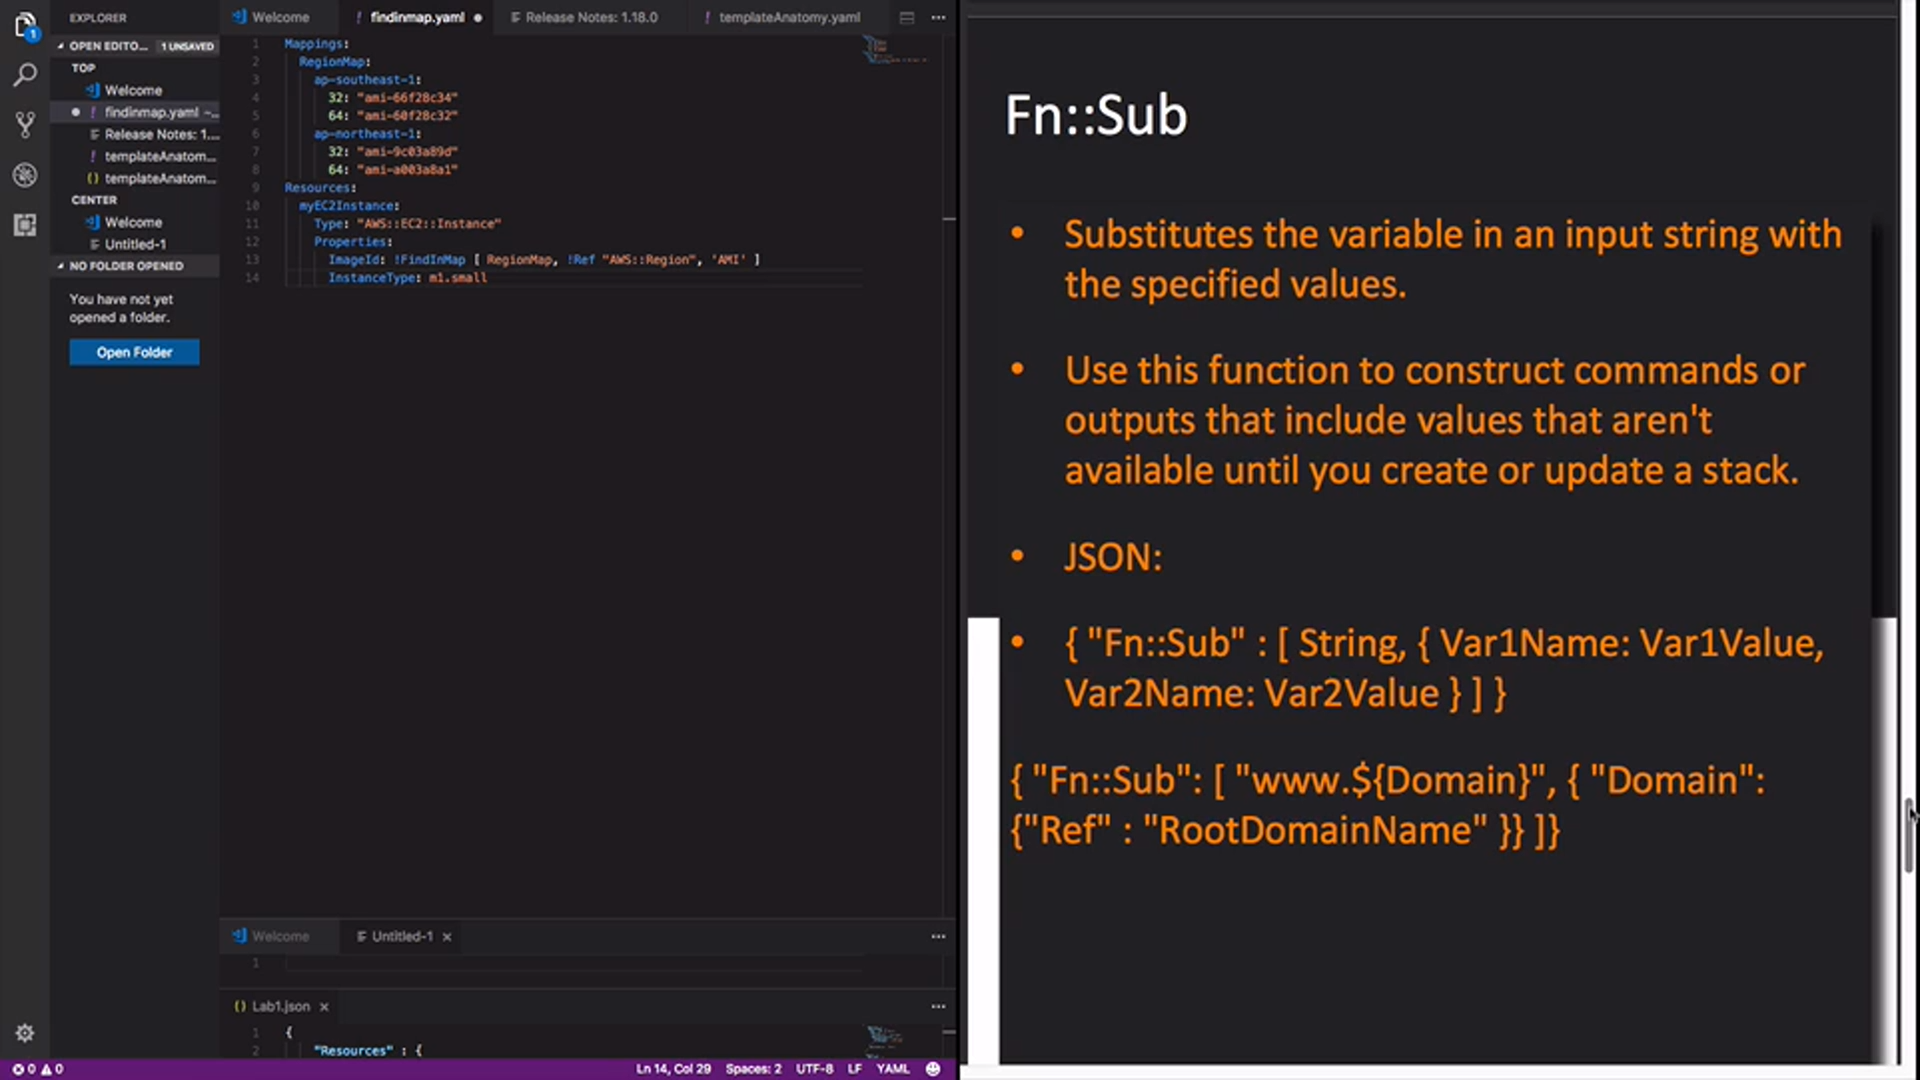 EXPLORER
1
OPEN EDITO... 1 UNSAVED
TOP
Welcome
findinmap.yaml ~...
Release Notes: 1....
templateAnatom...
templateAnatom...
CENTER
Welcome
Untitled-1
NO FOLDER OPENED
You have not yet
opened a folder.
Open Folder
Welcome findinmap.yaml Release Notes: 1.18.0 templateAnatomy.yaml
1 Mappings:
2 RegionMap:
3 ap-southeast-1:
4 32: "ami-66f28c34"
5 64: "ami-60f28c32"
6 ap-northeast-1:
7 32: "ami-9c03a89d"
8 64: "ami-a003a8a1"
9 Resources:
10 myEC2Instance:
11 Type: "AWS::EC2::Instance"
12 Properties:
13 ImageId: !FindInMap [ RegionMap, !Ref "AWS::Region", 'AMI' ]
14 InstanceType: m1.small
Welcome Untitled-1
1
Lab1.json
1 {
2 "Resources" : {
0 0 Ln 14, Col 29 Spaces: 2 UTF-8 LF YAML
Fn::Sub
• Substitutes the variable in an input string with
the specified values.
• Use this function to construct commands or
outputs that include values that aren't
available until you create or update a stack.
• JSON:
• { "Fn::Sub" : [ String, { Var1Name: Var1Value,
Var2Name: Var2Value } ] }
{ "Fn::Sub": [ "www.${Domain}", { "Domain":
{"Ref" : "RootDomainName" }} ]}